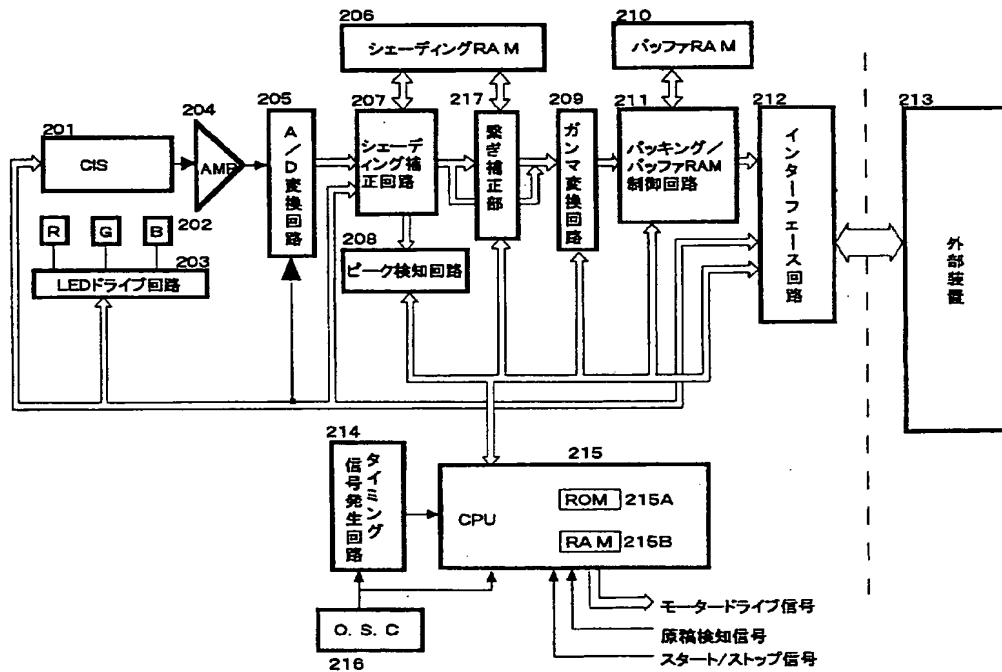 206
シェーディングRAM
210
バッファRAM
201
CIS
204
AMP
205
A/D変換回路
207
シェーディング補正回路
217
繋ぎ補正部
209
ガンマ変換回路
211
パッキング/
バッファRAM
制御回路
212
インターフェース回路
213
外部装置
R
G
B
202
203
LEDドライブ回路
208
ピーク検知回路
214
タイミング
信号発生回路
215
CPU
ROM
215A
RAM
215B
O. S. C
216
モータードライブ信号
原稿検知信号
スタート/ストップ信号